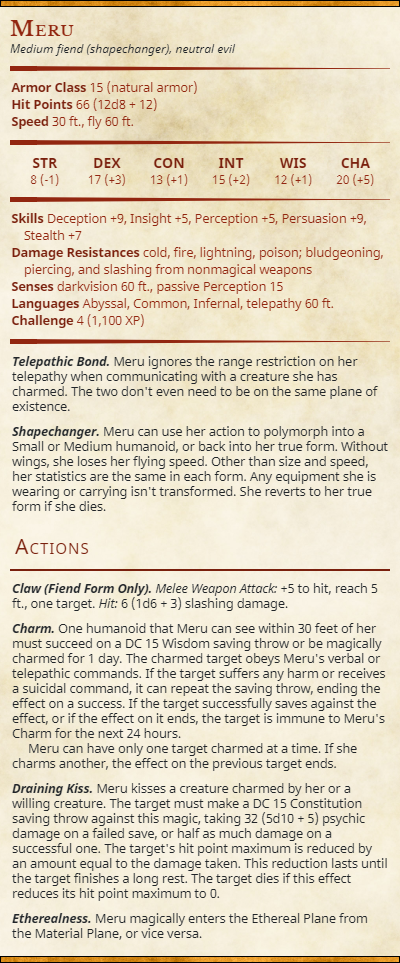 Meru
Medium fiend (shapechanger), neutral evil
Armor Class 15 (natural armor)
Hit Points 66 (12d8 + 12)
Speed 30 ft., fly 60 ft.
STR DEX CON INT WIS CHA
8 (-1) 17 (+3) 13 (+1) 15 (+2) 12 (+1) 20 (+5)
Skills Deception +9, Insight +5, Perception +5, Persuasion +9,
Stealth +7
Damage Resistances cold, fire, lightning, poison; bludgeoning,
piercing, and slashing from nonmagical weapons
Senses darkvision 60 ft., passive Perception 15
Languages Abyssal, Common, Infernal, telepathy 60 ft.
Challenge 4 (1,100 XP)
Telepathic Bond. Meru ignores the range restriction on her
telepathy when communicating with a creature she has
charmed. The two don't even need to be on the same plane of
existence.
Shapechanger. Meru can use her action to polymorph into a
Small or Medium humanoid, or back into her true form. Without
wings, she loses her flying speed. Other than size and speed,
her statistics are the same in each form. Any equipment she is
wearing or carrying isn't transformed. She reverts to her true
form if she dies.
Actions
Claw (Fiend Form Only). Melee Weapon Attack: +5 to hit, reach 5
ft., one target. Hit: 6 (1d6 + 3) slashing damage.
Charm. One humanoid that Meru can see within 30 feet of her
must succeed on a DC 15 Wisdom saving throw or be magically
charmed for 1 day. The charmed target obeys Meru's verbal or
telepathic commands. If the target suffers any harm or receives
a suicidal command, it can repeat the saving throw, ending the
effect on a success. If the target successfully saves against the
effect, or if the effect on it ends, the target is immune to Meru's
Charm for the next 24 hours.
Meru can have only one target charmed at a time. If she
charms another, the effect on the previous target ends.
Draining Kiss. Meru kisses a creature charmed by her or a
willing creature. The target must make a DC 15 Constitution
saving throw against this magic, taking 32 (5d10 + 5) psychic
damage on a failed save, or half as much damage on a
successful one. The target's hit point maximum is reduced by
an amount equal to the damage taken. This reduction lasts until
the target finishes a long rest. The target dies if this effect
reduces its hit point maximum to 0.
Etherealness. Meru magically enters the Ethereal Plane from
the Material Plane, or vice versa.